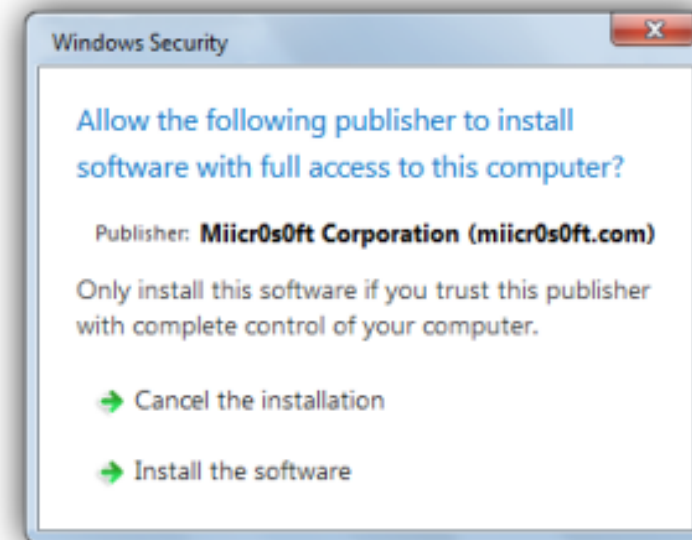 Windows Security
Allow the following publisher to install
software with full access to this computer?
Publisher: Miicr0s0ft Corporation (miicr0s0ft.com)
Only install this software if you trust this publisher
with complete control of your computer.
Cancel the installation
Install the software